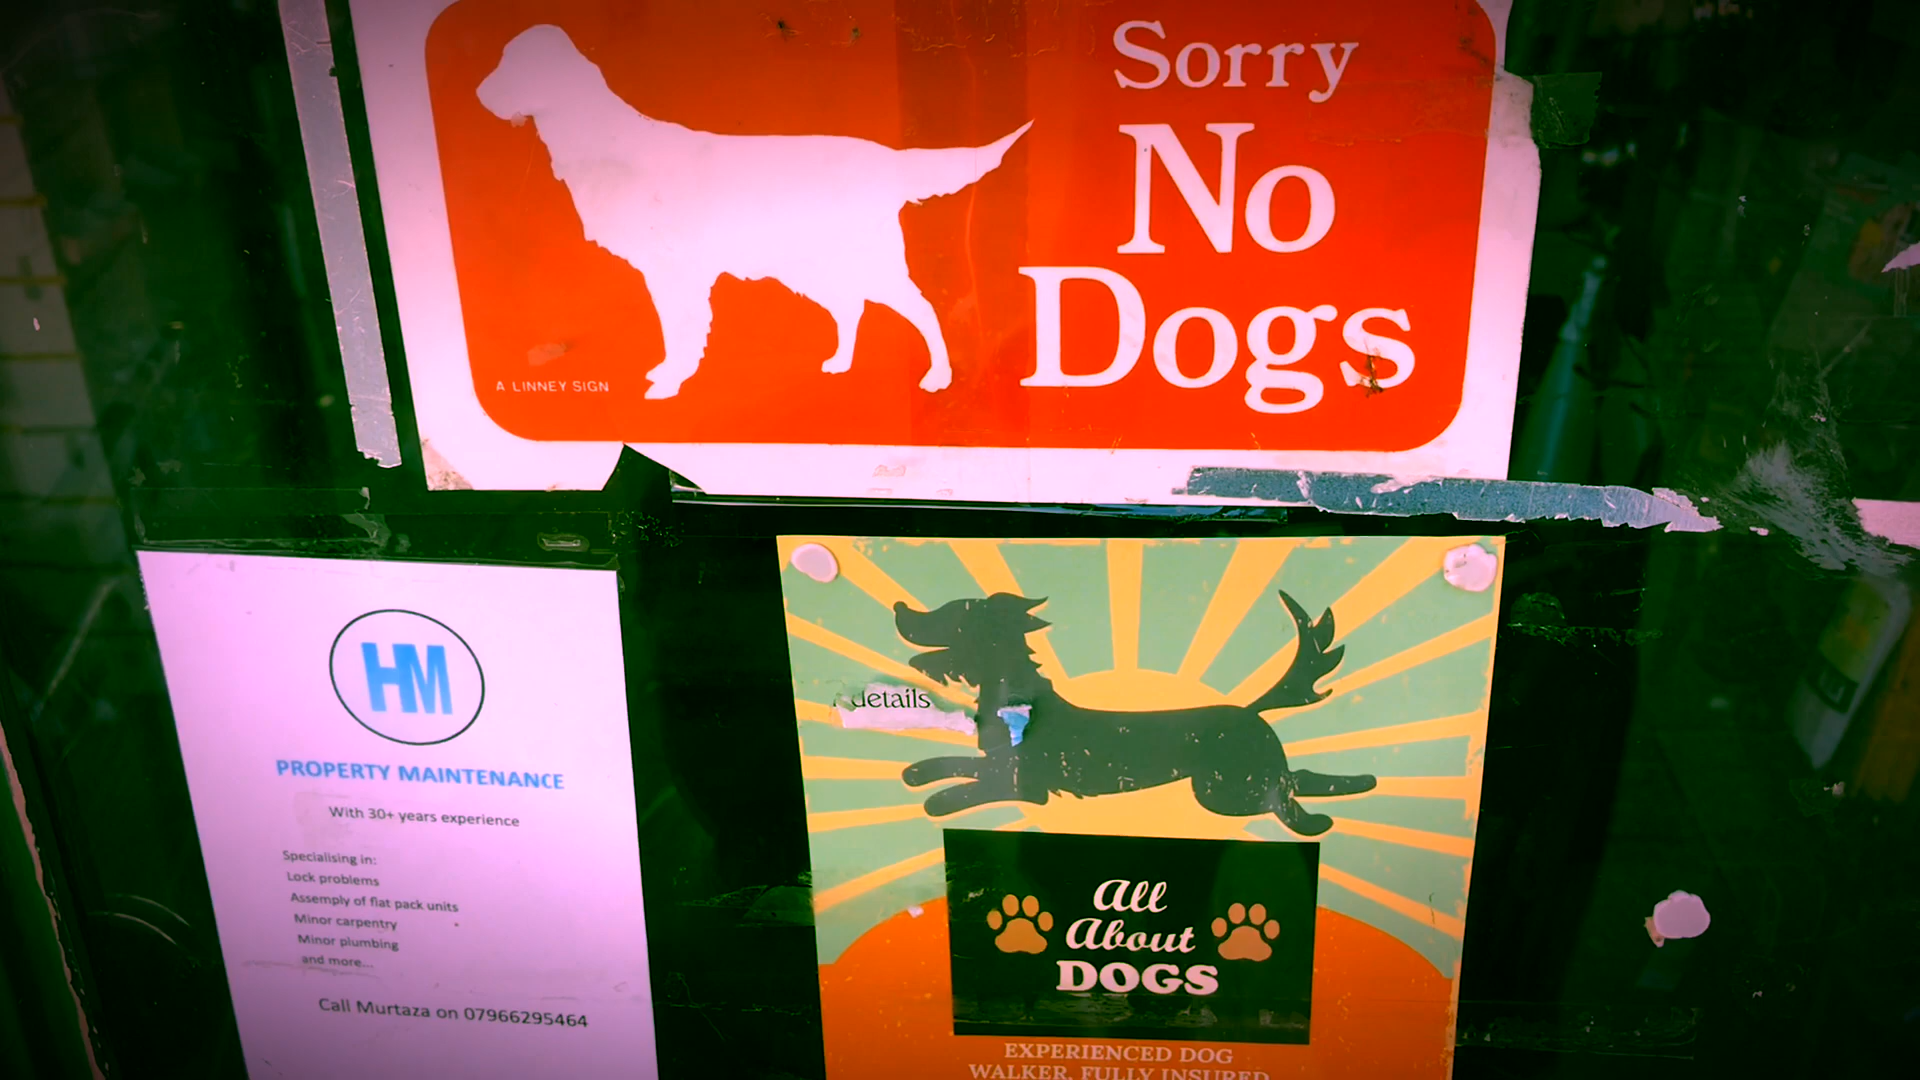 Sorry
No
Dogs
A LINNEY SIGN
HM
PROPERTY MAINTENANCE
With 30+ years experience
Specialising in:
Lock problems
Assembly of flat pack units
Minor carpentry
Minor plumbing
and more...
Call Murtaza on 07966295464
details
All
About
DOGS
EXPERIENCED DOG
WALKER, FULLY INSURED